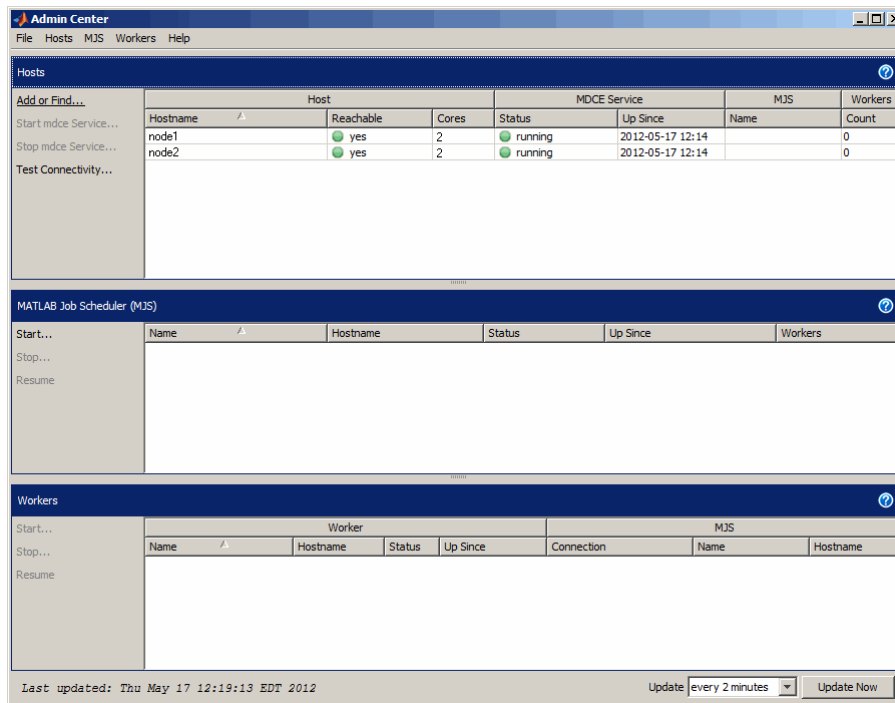 Admin Center
File Hosts MJS Workers Help
Hosts
Add or Find...
Start mdce Service...
Stop mdce Service...
Test Connectivity...
Host MDCE Service MJS Workers
Hostname Reachable Cores Status Up Since Name Count
node1 yes 2 running 2012-05-17 12:14 0
node2 yes 2 running 2012-05-17 12:14 0
MATLAB Job Scheduler (MJS)
Start...
Stop...
Resume
Name Hostname Status Up Since Workers
Workers
Start...
Stop...
Resume
Worker MJS
Name Hostname Status Up Since Connection Name Hostname
Last updated: Thu May 17 12:19:13 EDT 2012
Update every 2 minutes Update Now